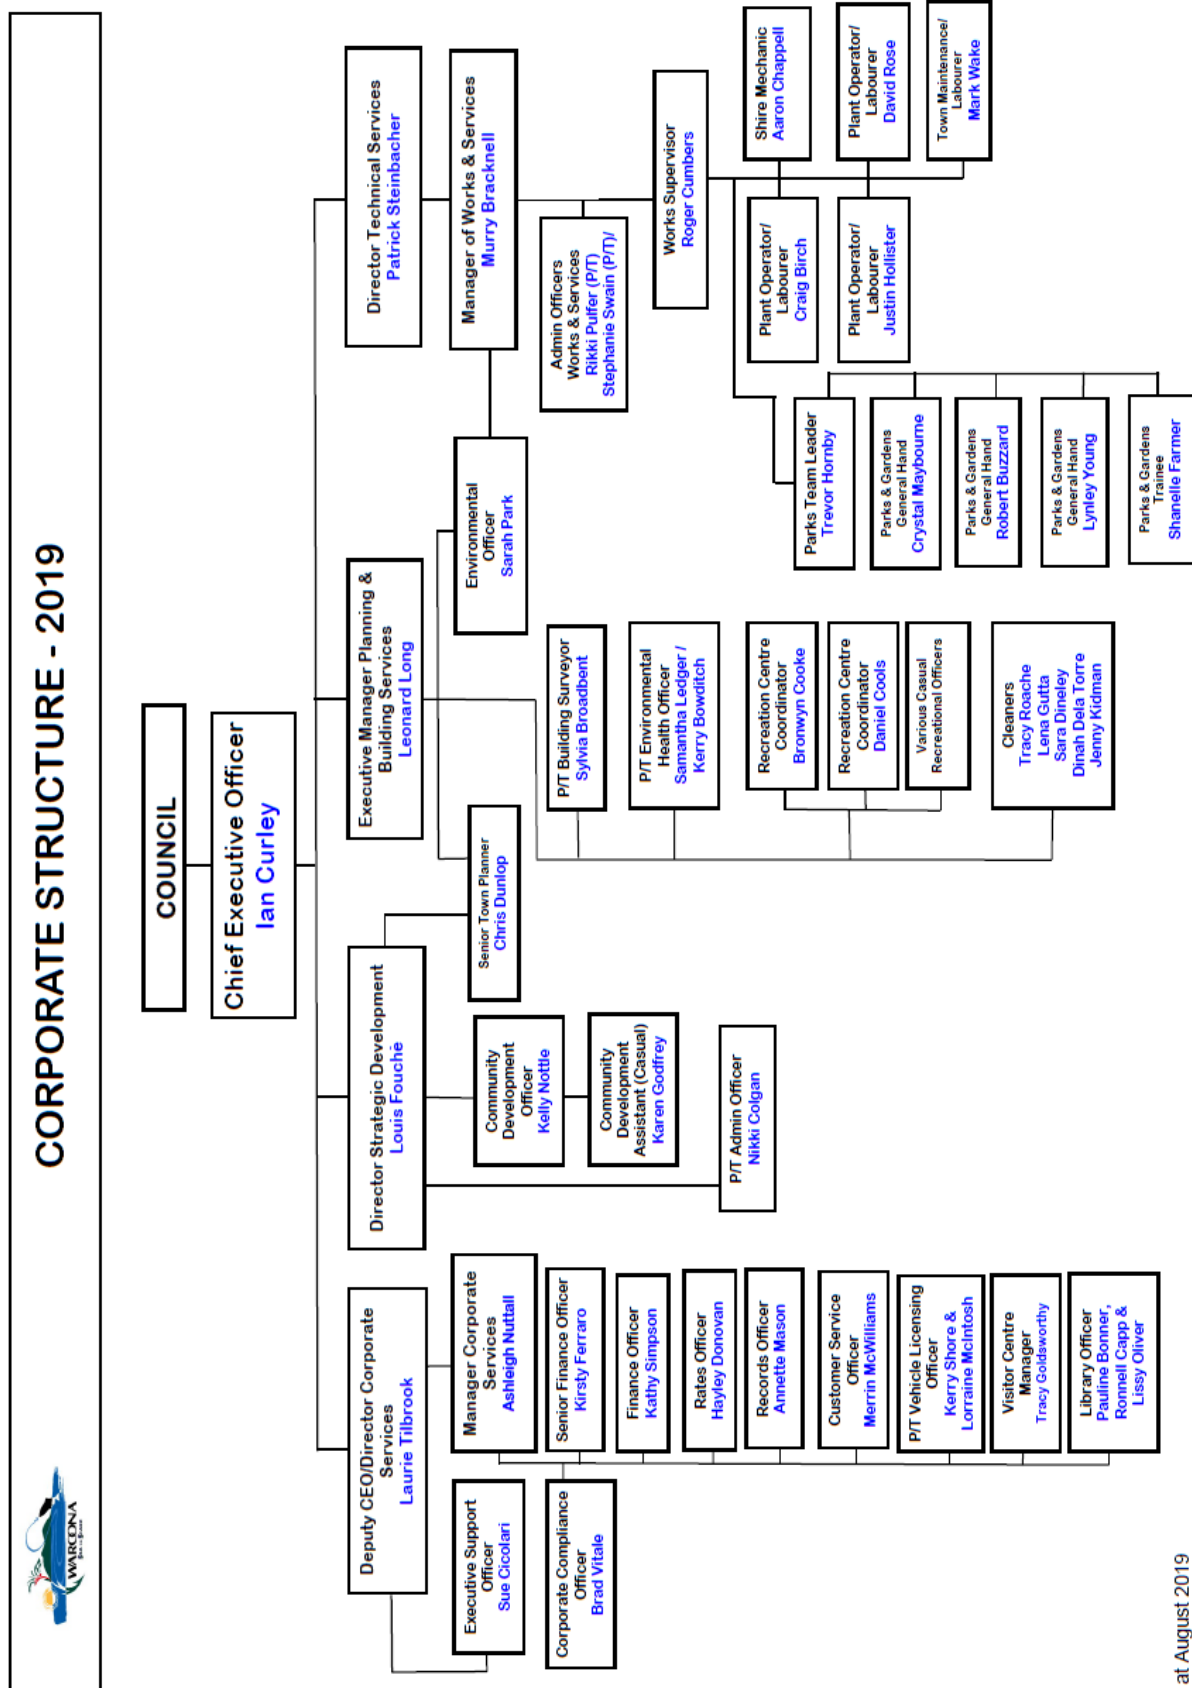 CORPORATE STRUCTURE - 2019
WAROONA
COUNCIL
Chief Executive Officer
Ian Curley
Deputy CEO/Director Corporate
Services
Laurie Tilbrook
Director Strategic Development
Louis Fouché
Executive Manager Planning &
Building Services
Leonard Long
Director Technical Services
Patrick Steinbacher
Executive Support
Officer
Sue Cicolari
Corporate Compliance
Officer
Brad Vitale
Manager Corporate
Services
Ashleigh Nuttall
Senior Finance Officer
Kirsty Ferraro
Finance Officer
Kathy Simpson
Rates Officer
Hayley Donovan
Records Officer
Annette Mason
Customer Service
Officer
Merrin McWilliams
P/T Vehicle Licensing
Officer
Kerry Shore &
Lorraine McIntosh
Visitor Centre
Manager
Tracy Goldsworthy
Library Officer
Pauline Bonner,
Ronnell Capp &
Lissy Oliver
Community
Development
Officer
Kelly Nottle
Community
Development
Assistant (Casual)
Karen Godfrey
P/T Admin Officer
Nikki Colgan
Senior Town Planner
Chris Dunlop
Environmental
Officer
Sarah Park
P/T Building Surveyor
Sylvia Broadbent
P/T Environmental
Health Officer
Samantha Ledger /
Kerry Bowditch
Recreation Centre
Coordinator
Bronwyn Cooke
Recreation Centre
Coordinator
Daniel Cools
Various Casual
Recreational Officers
Cleaners
Tracy Roache
Lena Gutta
Sara Dineley
Dinah Dela Torre
Jenny Kidman
Manager of Works & Services
Murry Bracknell
Admin Officers
Works & Services
Rikki Pulfer (P/T)
Stephanie Swain (P/T)/
Works Supervisor
Roger Cumbers
Parks Team Leader
Trevor Hornby
Parks & Gardens
General Hand
Crystal Maybourne
Parks & Gardens
General Hand
Robert Buzzard
Parks & Gardens
General Hand
Lynley Young
Parks & Gardens
Trainee
Shanelle Farmer
Plant Operator/
Labourer
Craig Birch
Plant Operator/
Labourer
Justin Hollister
Shire Mechanic
Aaron Chappell
Plant Operator/
Labourer
David Rose
Town Maintenance/
Labourer
Mark Wake
at August 2019